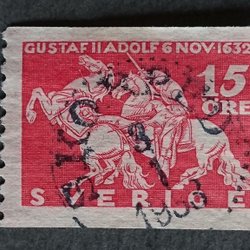 GUSTAF II ADOLF 6 NOV 1632
15
ÖRE
SVERIGE